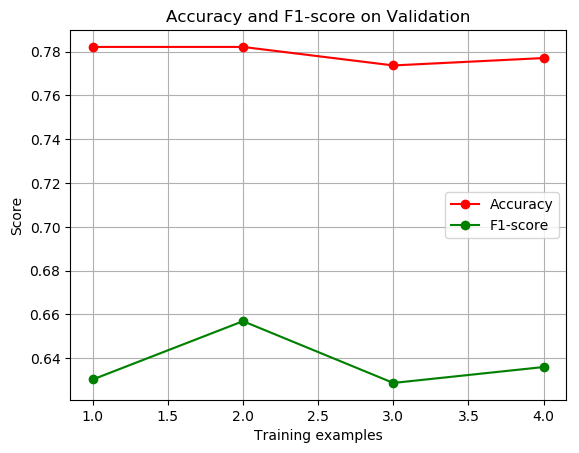 Accuracy and F1-score on Validation
0.78
0.76
0.74
0.72
0.70
0.68
0.66
0.64
Score
Accuracy
F1-score
1.0 1.5 2.0 2.5 3.0 3.5 4.0
Training examples